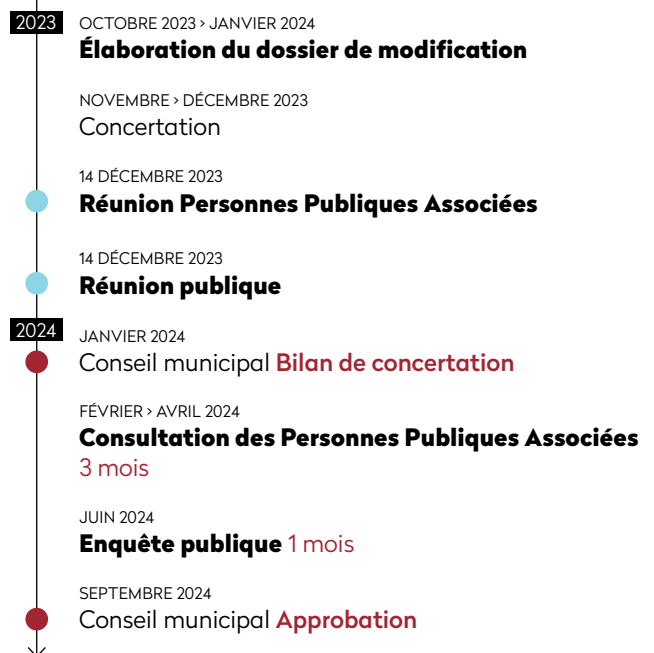 2023
OCTOBRE 2023 › JANVIER 2024
Élaboration du dossier de modification
NOVEMBRE › DÉCEMBRE 2023
Concertation
14 DÉCEMBRE 2023
Réunion Personnes Publiques Associées
14 DÉCEMBRE 2023
Réunion publique
2024
JANVIER 2024
Conseil municipal Bilan de concertation
FÉVRIER › AVRIL 2024
Consultation des Personnes Publiques Associées
3 mois
JUIN 2024
Enquête publique 1 mois
SEPTEMBRE 2024
Conseil municipal Approbation